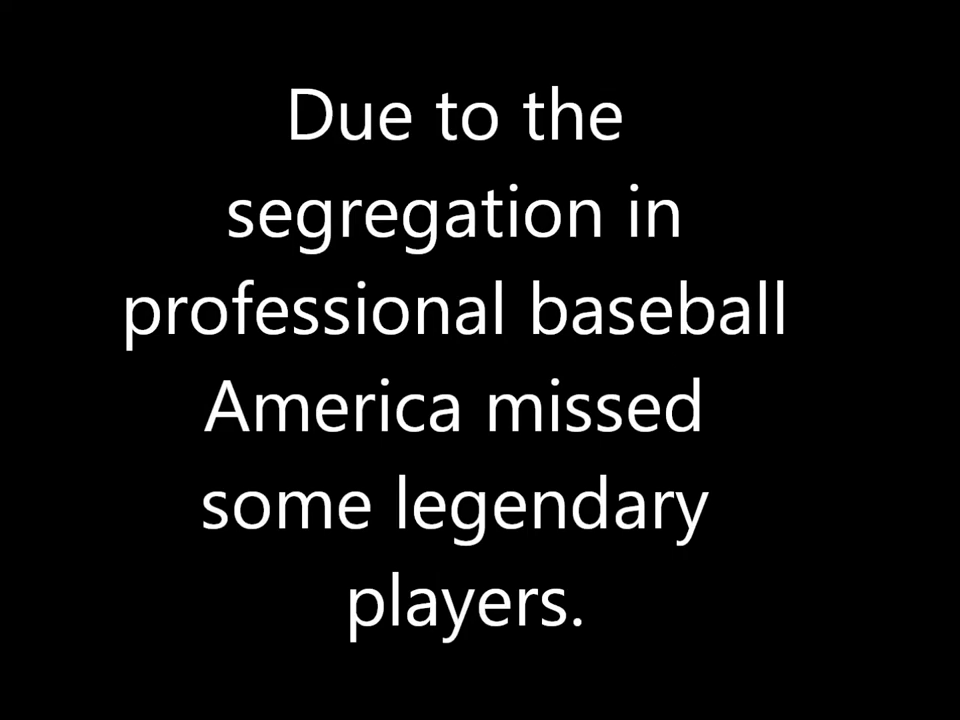 Due to the
segregation in
professional baseball
America missed
some legendary
players.